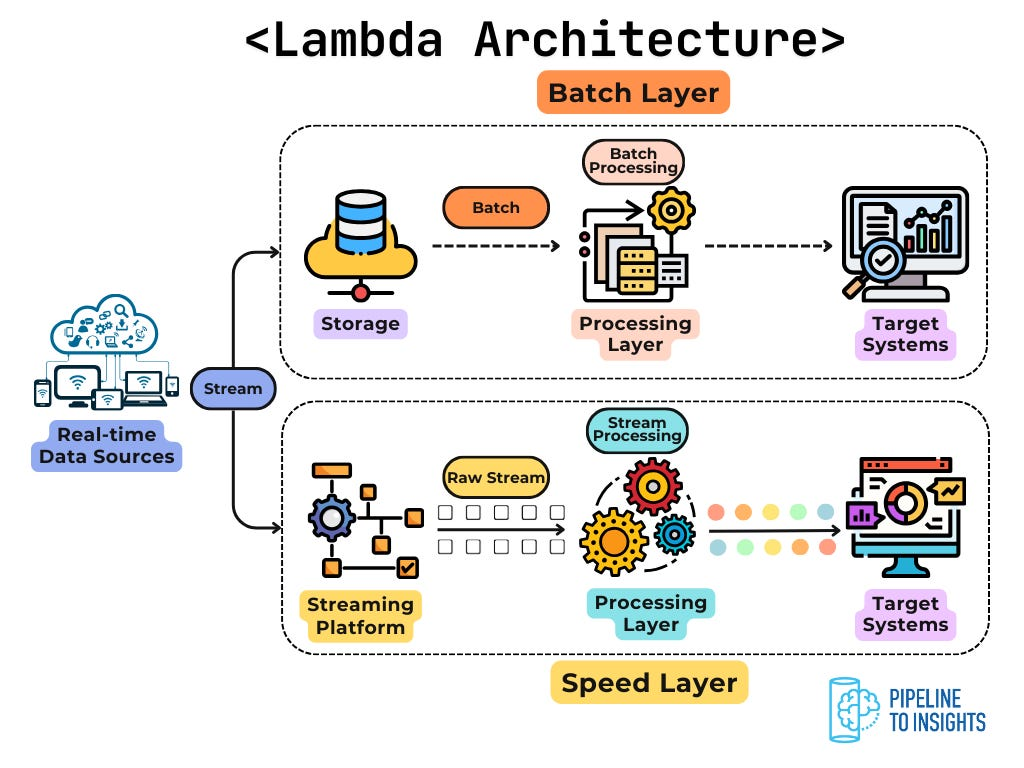 <Lambda Architecture>
Batch Layer
Batch
Processing
Batch
Storage
Processing
Layer
Target
Systems
Stream
Real-time
Data Sources
Stream
Processing
Raw Stream
Streaming
Platform
Processing
Layer
Target
Systems
Speed Layer
PIPELINE
TO INSIGHTS